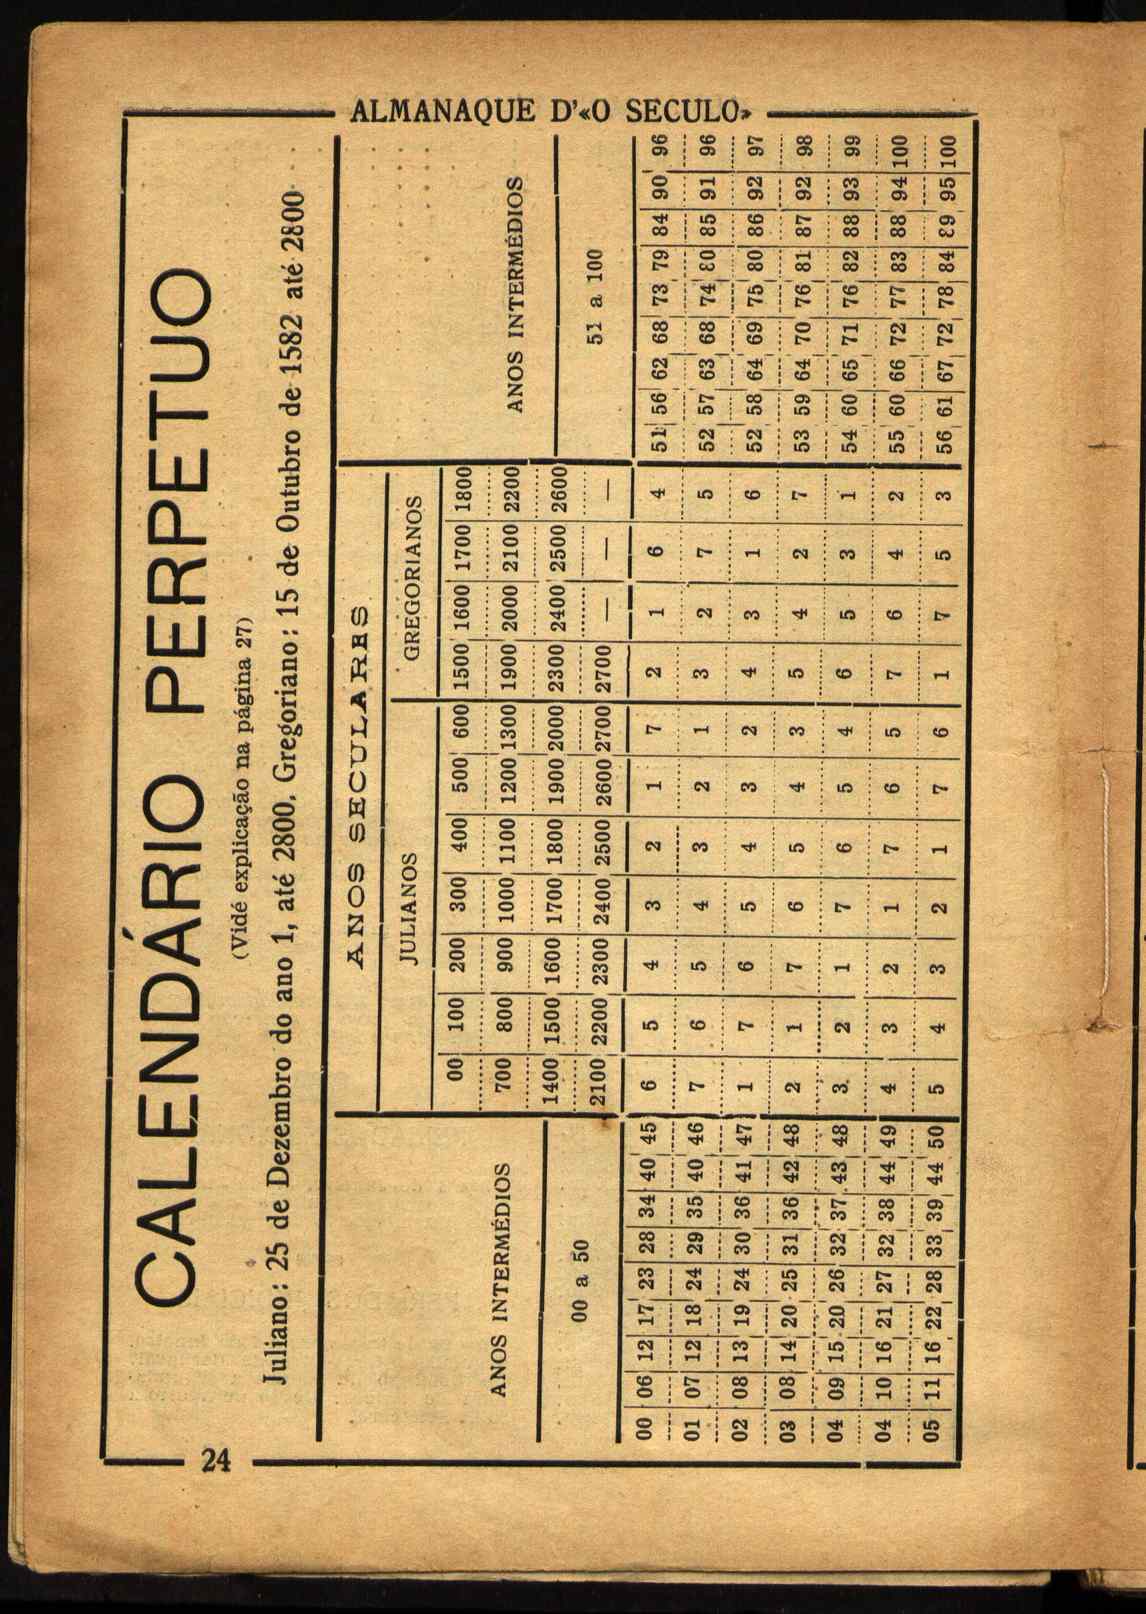 ALMANAQUE D'«O SECULO»
24
CALENDÁRIO PERPETUO
(Vidé explicação na página 27)
Juliano: 25 de Dezembro do ano 1, até 2800, Gregoriano: 15 de Outubro de 1582 até 2800
ANOS SECULARES
ANOS INTERMÉDIOS JULIANOS GREGORIANOS ANOS INTERMÉDIOS
00 100 200 300 400 500 600 1500 1600 1700 1800
700 800 900 1000 1100 1200 1300 1900 2000 2100 2200
1400 1500 1600 1700 1800 1900 2000 2300 2400 2500 2600
00 a 50 2100 2200 2300 2400 2500 2600 2700 2700 — — — 51 a 100
00 06 12 17 23 28 34 40 45 6 5 4 3 2 1 7 2 1 6 4 51 56 62 68 73 79 84 90 96
01 07 12 18 24 29 35 40 46 7 6 5 4 3 2 1 3 2 7 5 52 57 63 68 74 80 85 91 96
02 08 13 19 24 30 36 41 47 1 7 6 5 4 3 2 4 3 1 6 52 58 64 69 75 80 86 92 97
03 08 14 20 25 31 36 42 48 2 1 7 6 5 4 3 5 4 2 7 53 59 64 70 76 81 87 92 98
04 09 15 20 26 32 37 43 48 3 2 1 7 6 5 4 6 5 3 1 54 60 65 71 76 82 88 93 99
04 10 16 21 27 32 38 44 49 4 3 2 1 7 6 5 7 6 4 2 55 60 66 72 77 83 88 94 100
05 11 16 22 28 33 39 44 50 5 4 3 2 1 7 6 1 7 5 3 56 61 67 72 78 84 89 95 100